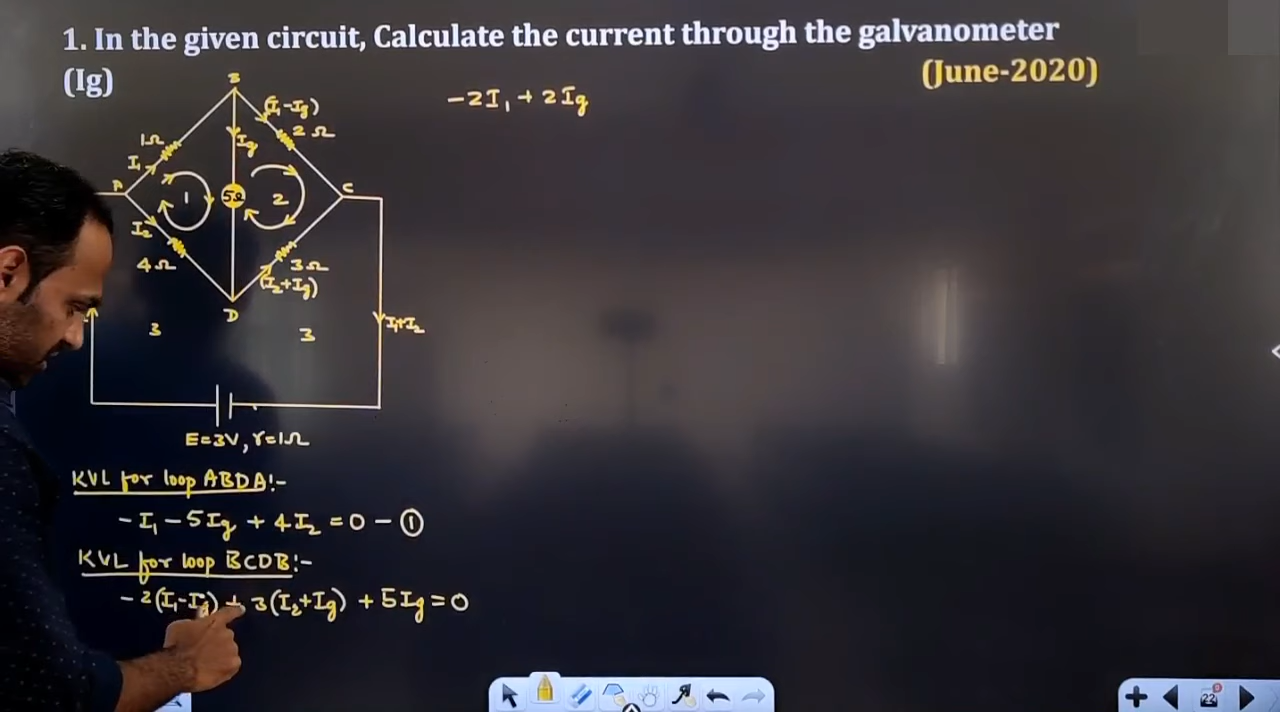 1. In the given circuit, Calculate the current through the galvanometer
(Ig) (June-2020)
-2I₁ + 2Ig
B
(I₁-Ig)
2Ω
1Ω
Ig
I₁
A
C
1
5Ω
2
I₂
4Ω
3Ω
(I₂+Ig)
D
I₁+I₂
3
3
E=3V, r=1Ω
KVL for loop ABDA:-
-I₁ - 5Ig + 4I₂ = 0 - ①
KVL for loop BCDB:-
-2(I₁-Ig) + 3(I₂+Ig) + 5Ig = 0
22